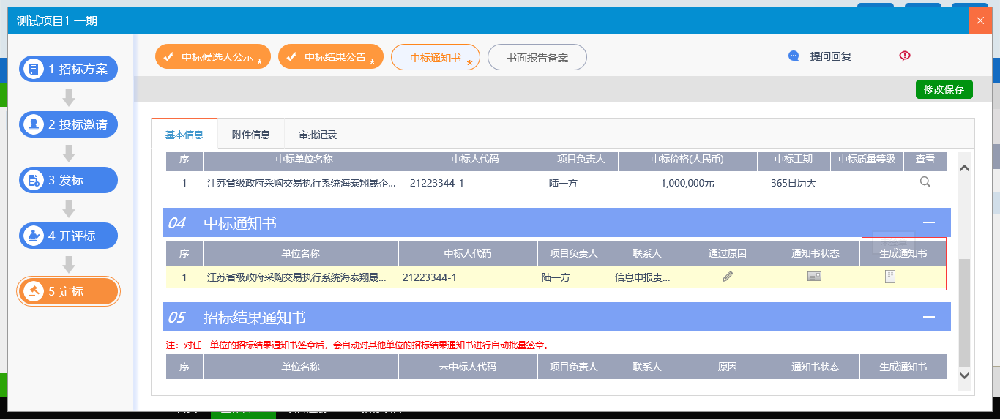 测试项目1 一期
1 招标方案
2 投标邀请
3 发标
4 开评标
5 定标
中标候选人公示 * 中标结果公告 * 中标通知书 * 书面报告备案 提问回复
修改保存
基本信息 附件信息 审批记录
序 中标单位名称 中标人代码 项目负责人 中标价格(人民币) 中标工期 中标质量等级 查看
1 江苏省级政府采购交易执行系统海泰翔晟企... 21223344-1 陆一方 1,000,000元 365日历天
04 中标通知书
序 单位名称 中标人代码 项目负责人 联系人 通过原因 通知书状态 生成通知书
1 江苏省级政府采购交易执行系统海泰翔晟... 21223344-1 陆一方 信息申报责...
05 招标结果通知书
注：对任一单位的招标结果通知书签章后，会自动对其他单位的招标结果通知书进行自动批量签章。
序 单位名称 未中标人代码 项目负责人 联系人 原因 通知书状态 生成通知书